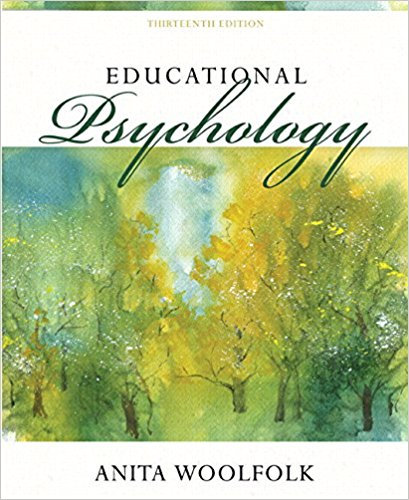 THIRTEENTH EDITION
EDUCATIONAL
Psychology
ANITA WOOLFOLK